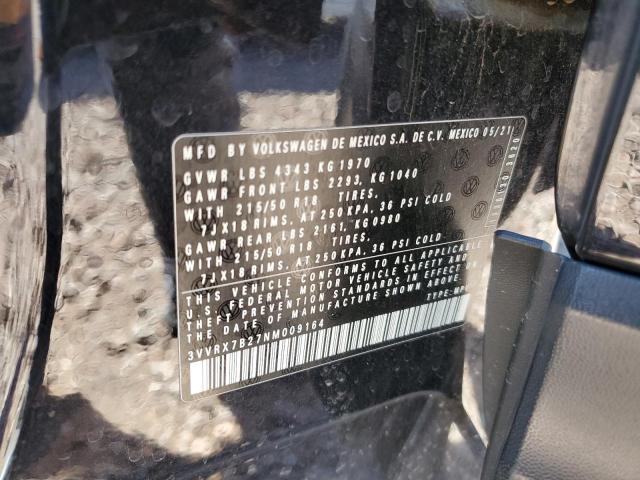 MFD BY VOLKSWAGEN DE MEXICO S.A. DE C.V. MEXICO 05/21
GVWR LBS 4343 KG 1970
GAWR FRONT LBS 2293, KG 1040
WITH 215/50 R18 TIRES.
7JX18 RIMS. AT 250 KPA, 36 PSI COLD
GAWR REAR LBS 2161, KG 0980
WITH 215/50 R18 TIRES.
7JX18 RIMS. AT 250 KPA, 36 PSI COLD
THIS VEHICLE CONFORMS TO ALL APPLICABLE
U.S. FEDERAL MOTOR VEHICLE SAFETY AND
THEFT PREVENTION STANDARDS IN EFFECT ON
THE DATE OF MANUFACTURE SHOWN ABOVE.
3VVRX7B27NM009164